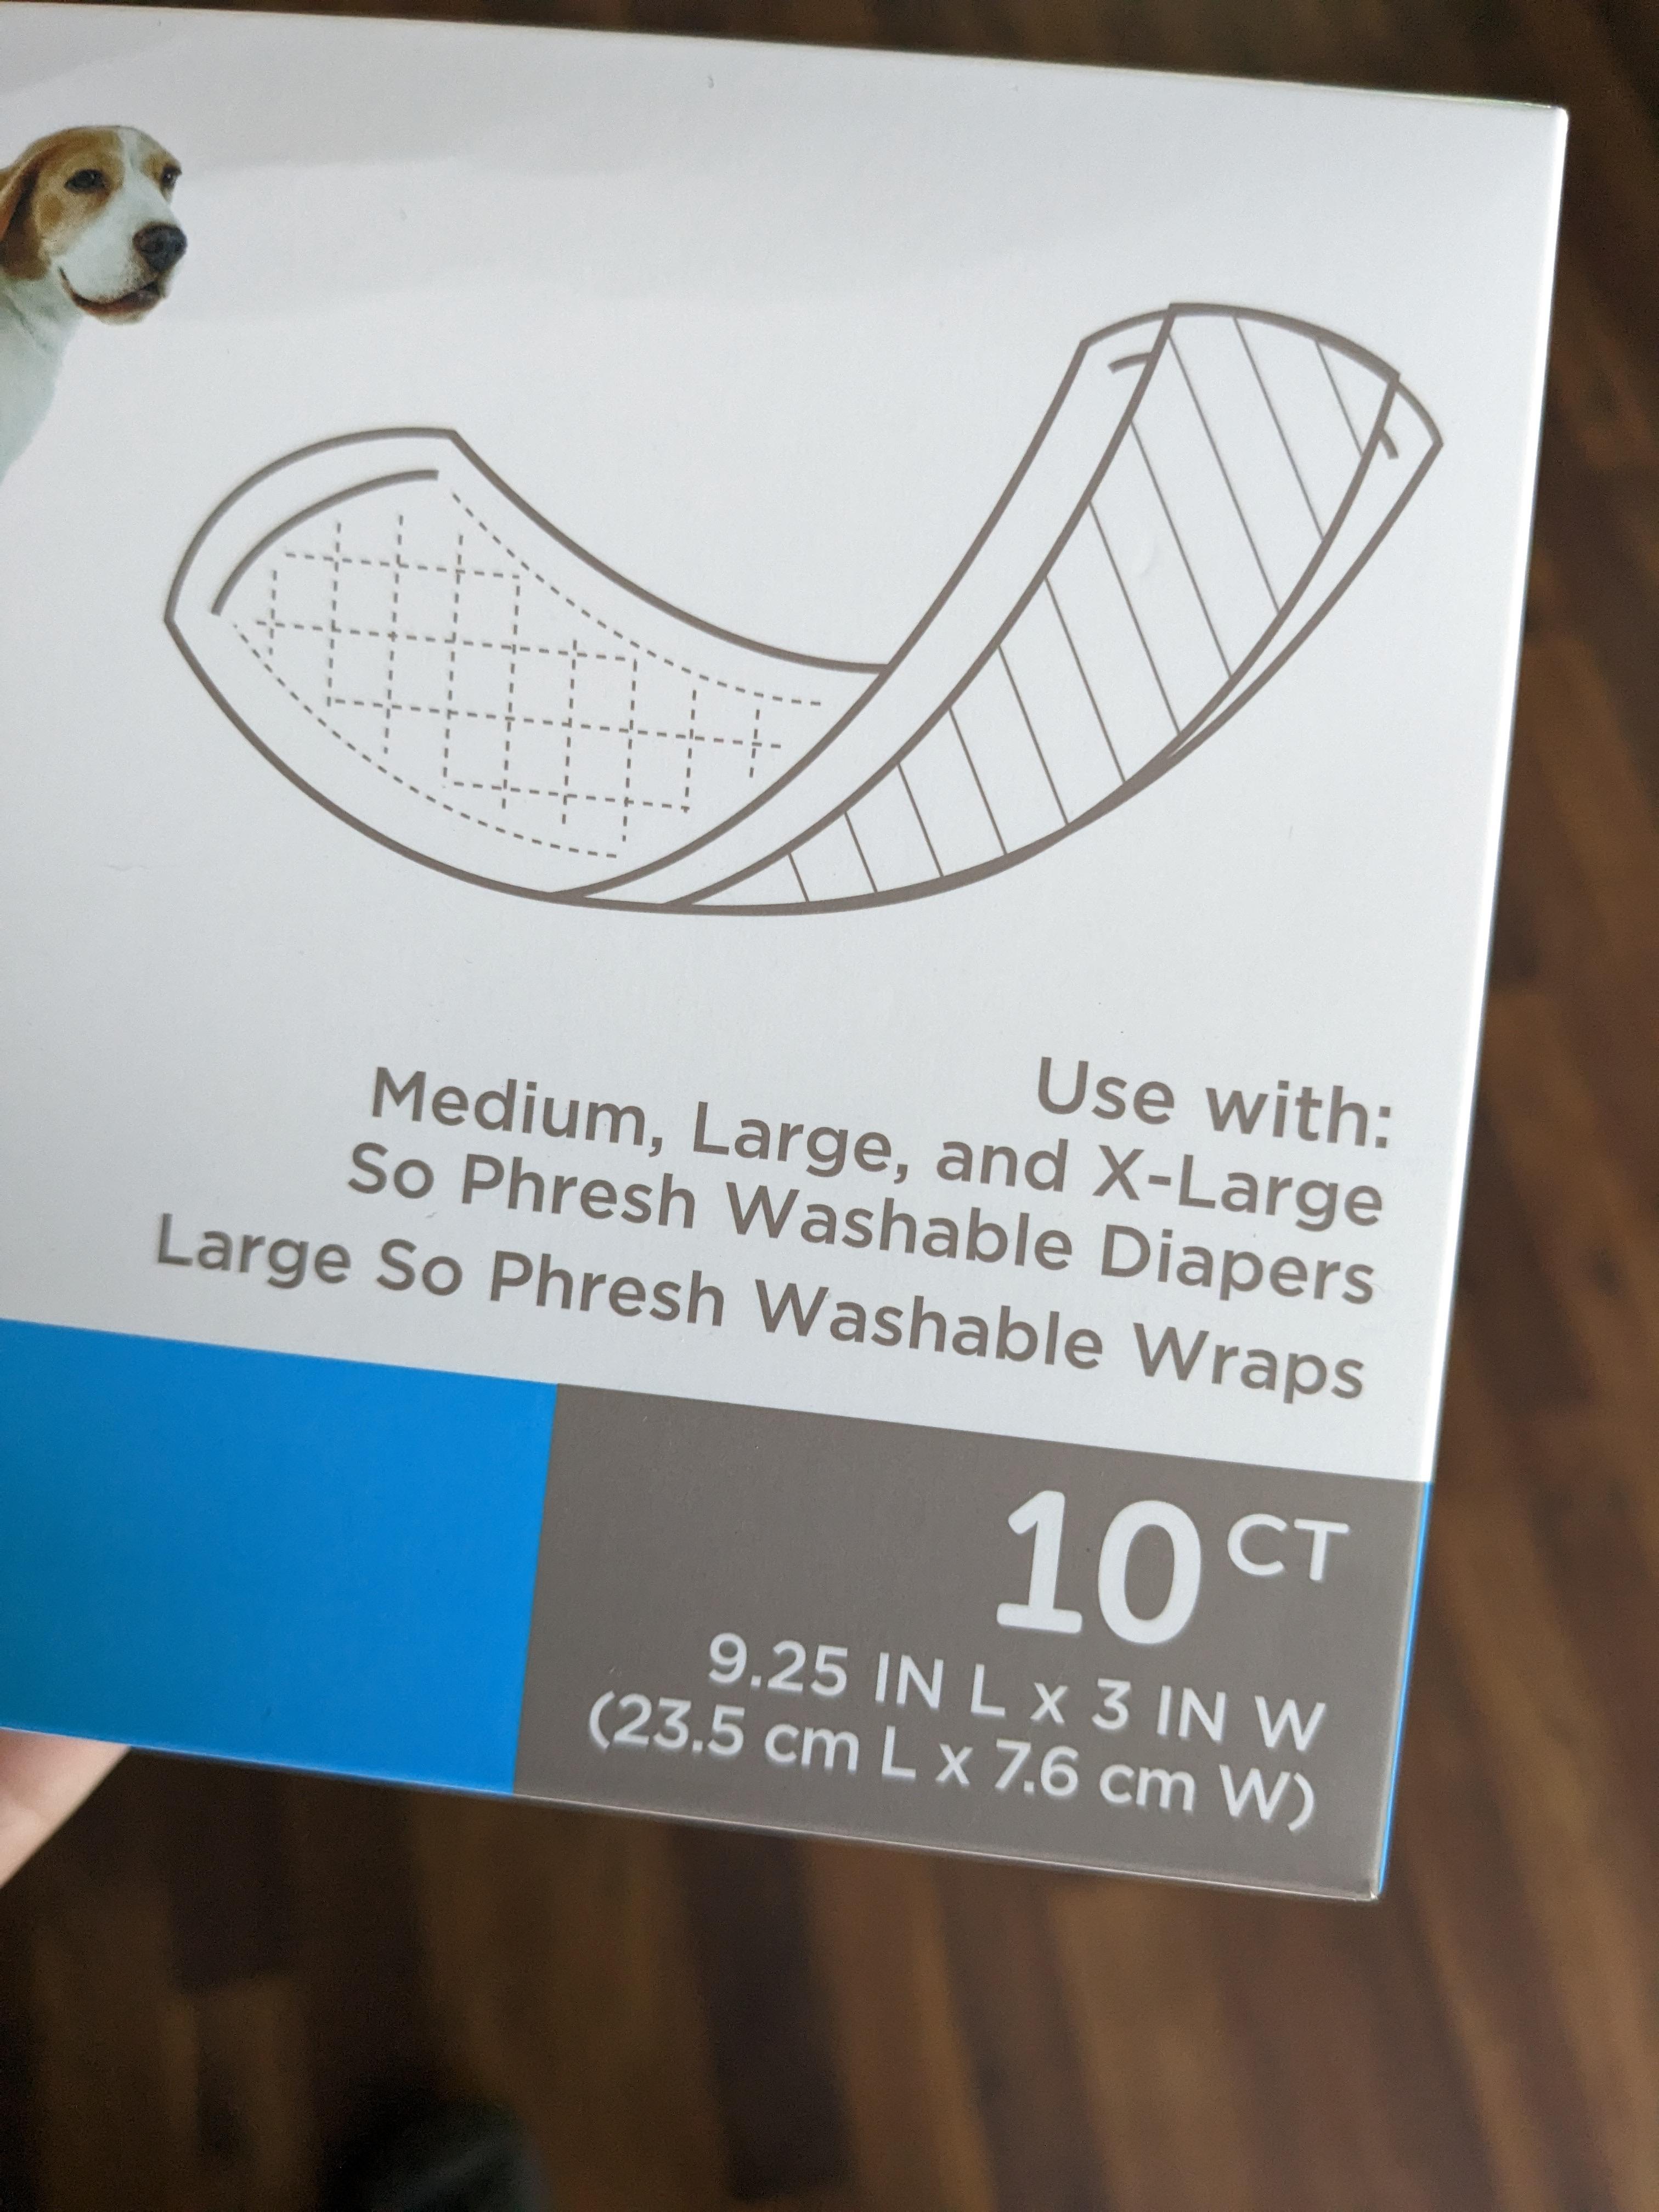 Use with:
Medium, Large, and X-Large
So Phresh Washable Diapers
Large So Phresh Washable Wraps
10 CT
9.25 IN L x 3 IN W
(23.5 cm L x 7.6 cm W)